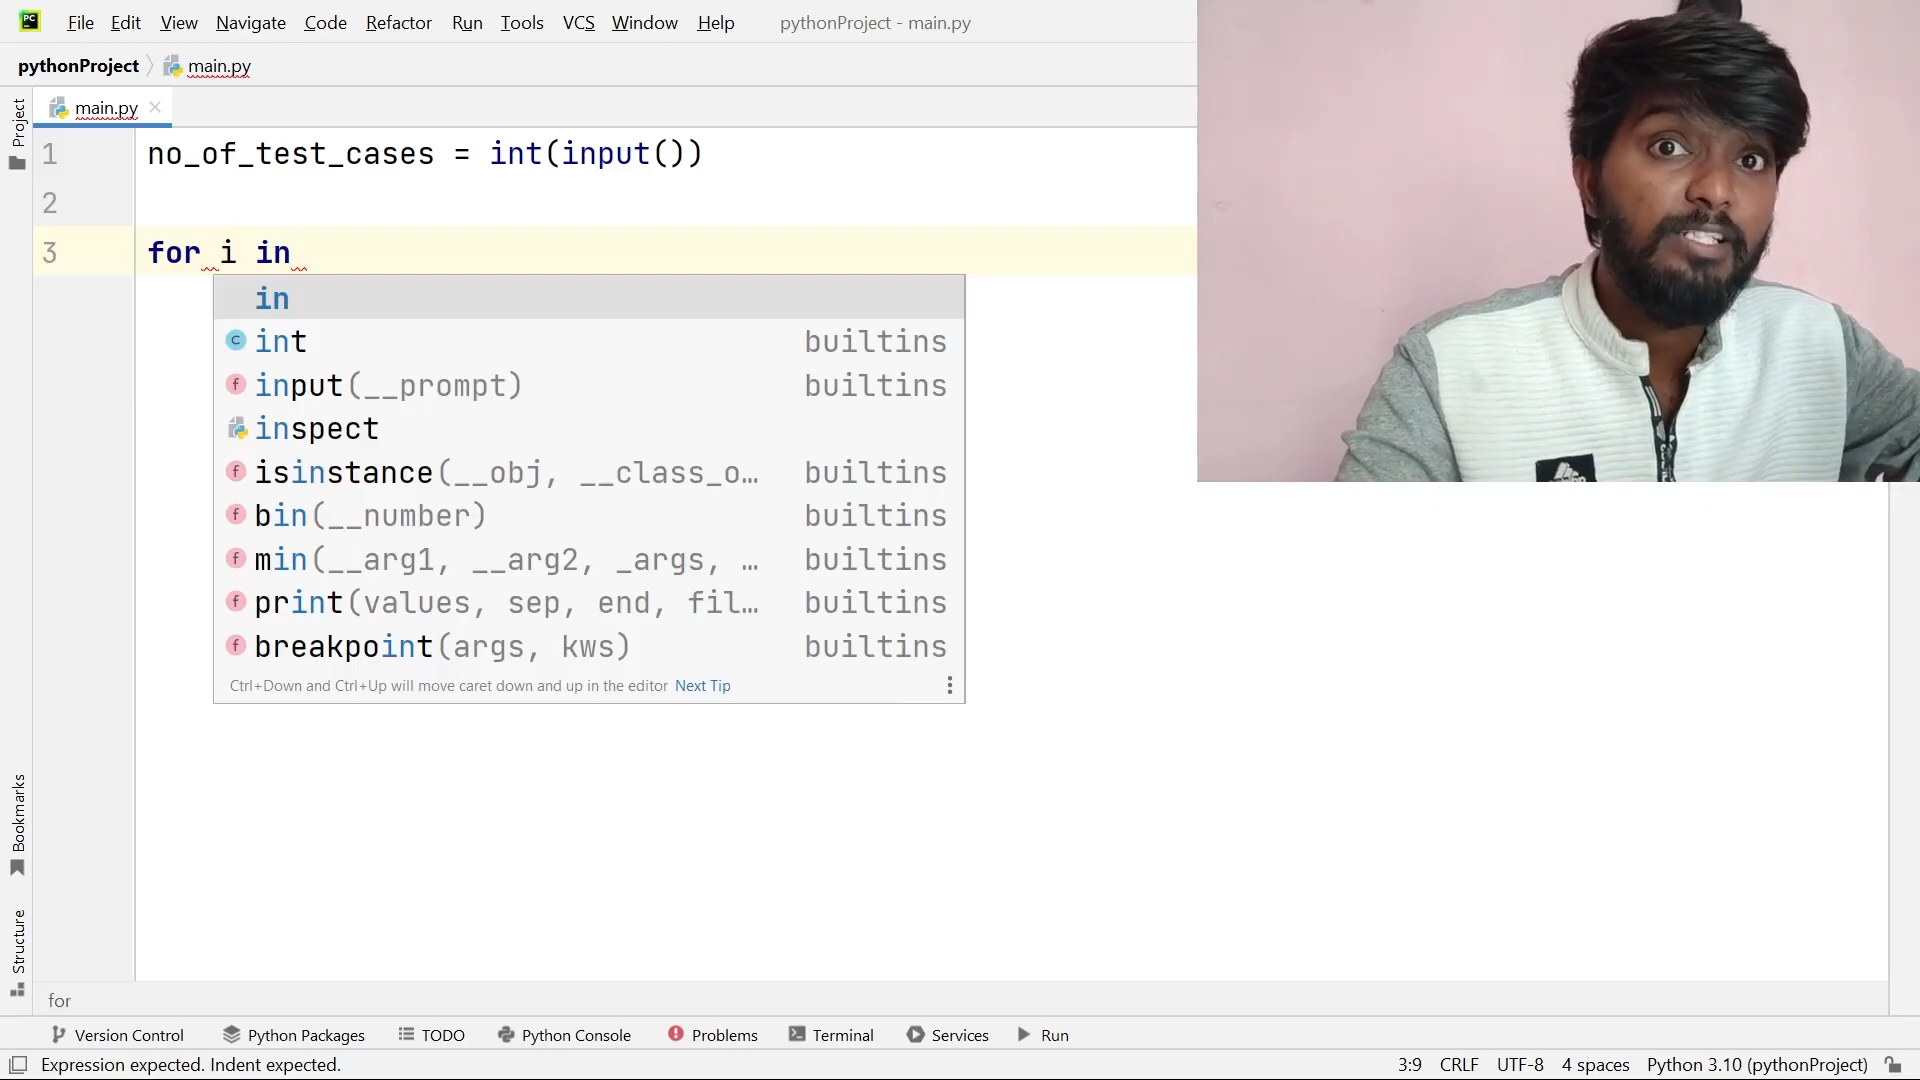 PC File Edit View Navigate Code Refactor Run Tools VCS Window Help pythonProject - main.py
pythonProject main.py
main.py
Project
1 no_of_test_cases = int(input())
2
3 for i in
in
c int builtins
f input(__prompt) builtins
inspect
f isinstance(__obj, __class_o… builtins
f bin(__number) builtins
f min(__arg1, __arg2, _args, … builtins
f print(values, sep, end, fil… builtins
f breakpoint(args, kws) builtins
Ctrl+Down and Ctrl+Up will move caret down and up in the editor Next Tip
Bookmarks
Structure
for
Version Control Python Packages TODO Python Console Problems Terminal Services Run
Expression expected. Indent expected. 3:9 CRLF UTF-8 4 spaces Python 3.10 (pythonProject)